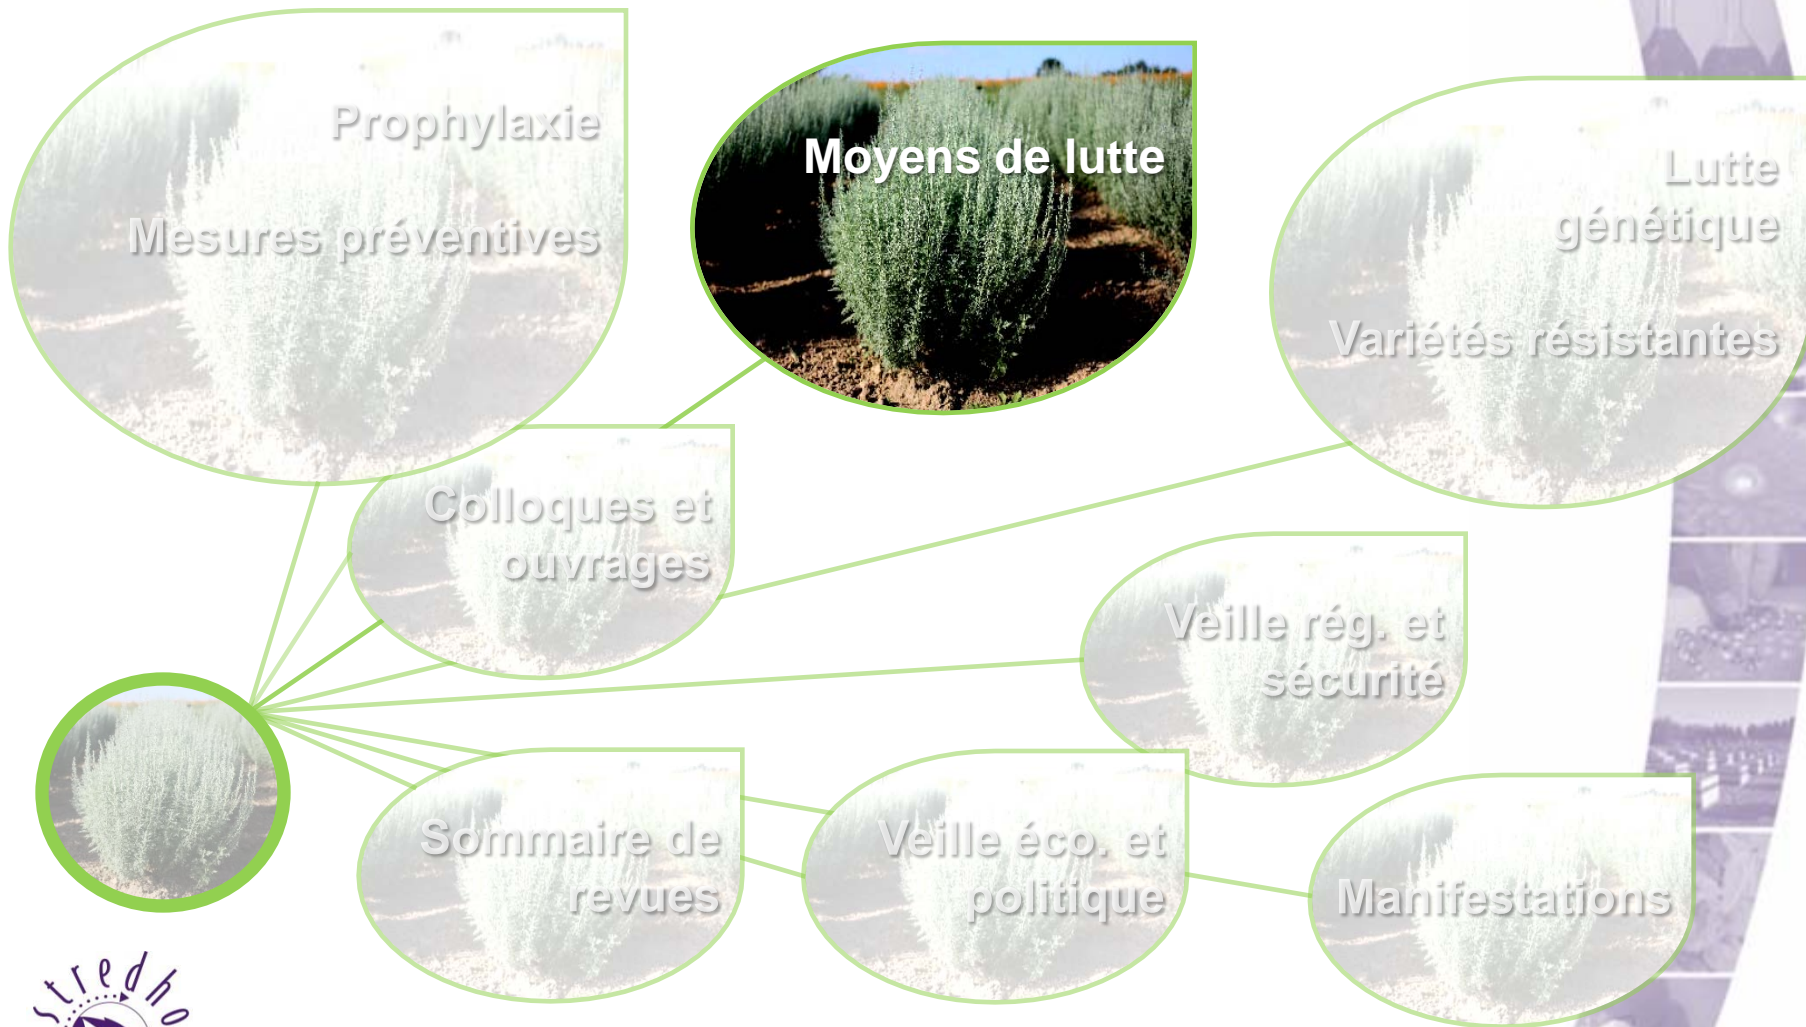 Prophylaxie
Mesures préventives
Moyens de lutte
Lutte
génétique
Variétés résistantes
Colloques et
ouvrages
Veille rég. et
sécurité
Sommaire de
revues
Veille éco. et
politique
Manifestations
stredho